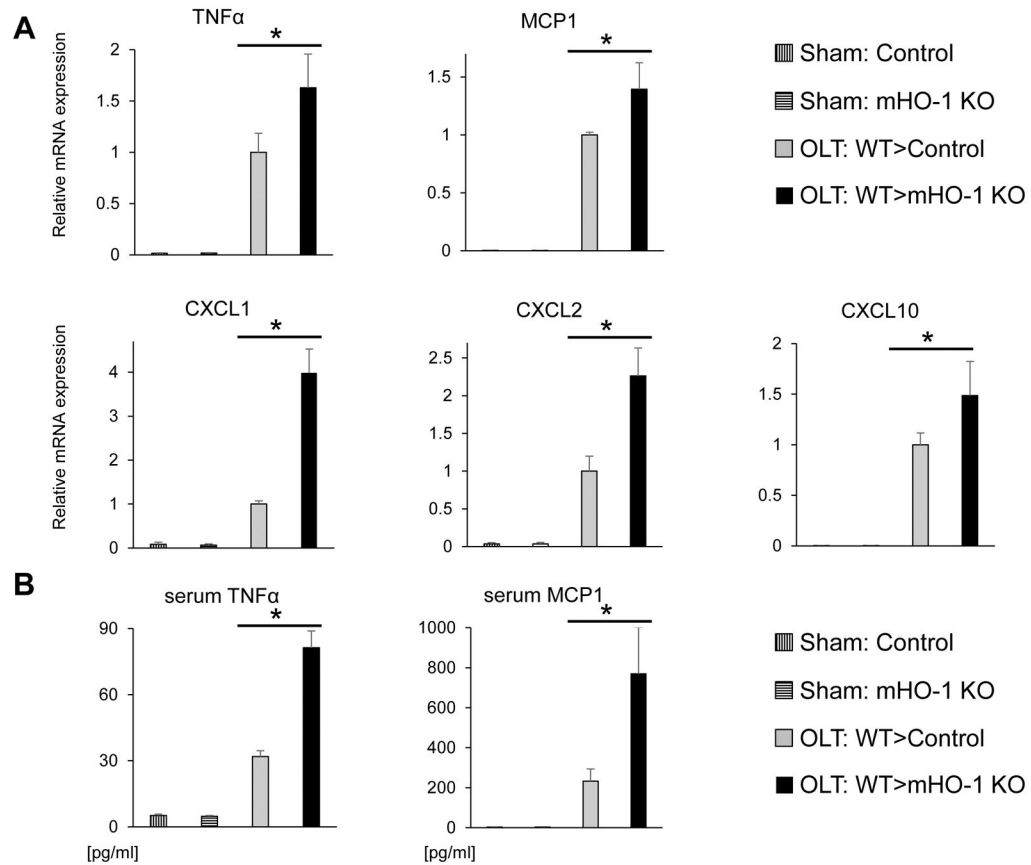 A
TNFα
*
Relative mRNA expression
2
1.5
1
0.5
0
MCP1
*
1.5
1
0.5
0
Sham: Control
Sham: mHO-1 KO
OLT: WT>Control
OLT: WT>mHO-1 KO
CXCL1
*
Relative mRNA expression
4
3
2
1
0
CXCL2
*
2.5
2
1.5
1
0.5
0
CXCL10
*
2
1.5
1
0.5
0
B
serum TNFα
*
90
60
30
0
[pg/ml]
serum MCP1
*
1000
800
600
400
200
0
[pg/ml]
Sham: Control
Sham: mHO-1 KO
OLT: WT>Control
OLT: WT>mHO-1 KO